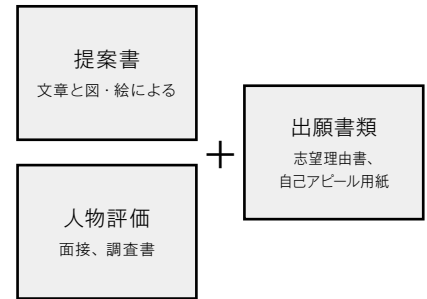 提案書
文章と図・絵による
人物評価
面接、調査書
+
出願書類
志望理由書、
自己アピール用紙